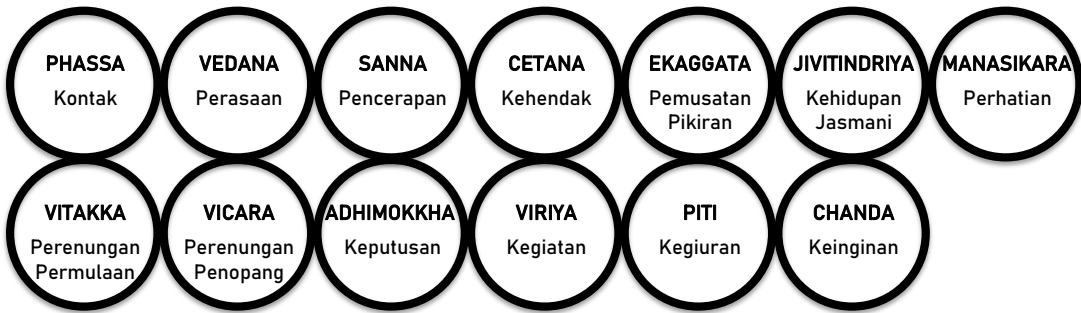 PHASSA
Kontak
VEDANA
Perasaan
SANNA
Pencerapan
CETANA
Kehendak
EKAGGATA
Pemusatan
Pikiran
JIVITINDRIYA
Kehidupan
Jasmani
MANASIKARA
Perhatian
VITAKKA
Perenungan
Permulaan
VICARA
Perenungan
Penopang
ADHIMOKKHA
Keputusan
VIRIYA
Kegiatan
PITI
Kegiuran
CHANDA
Keinginan